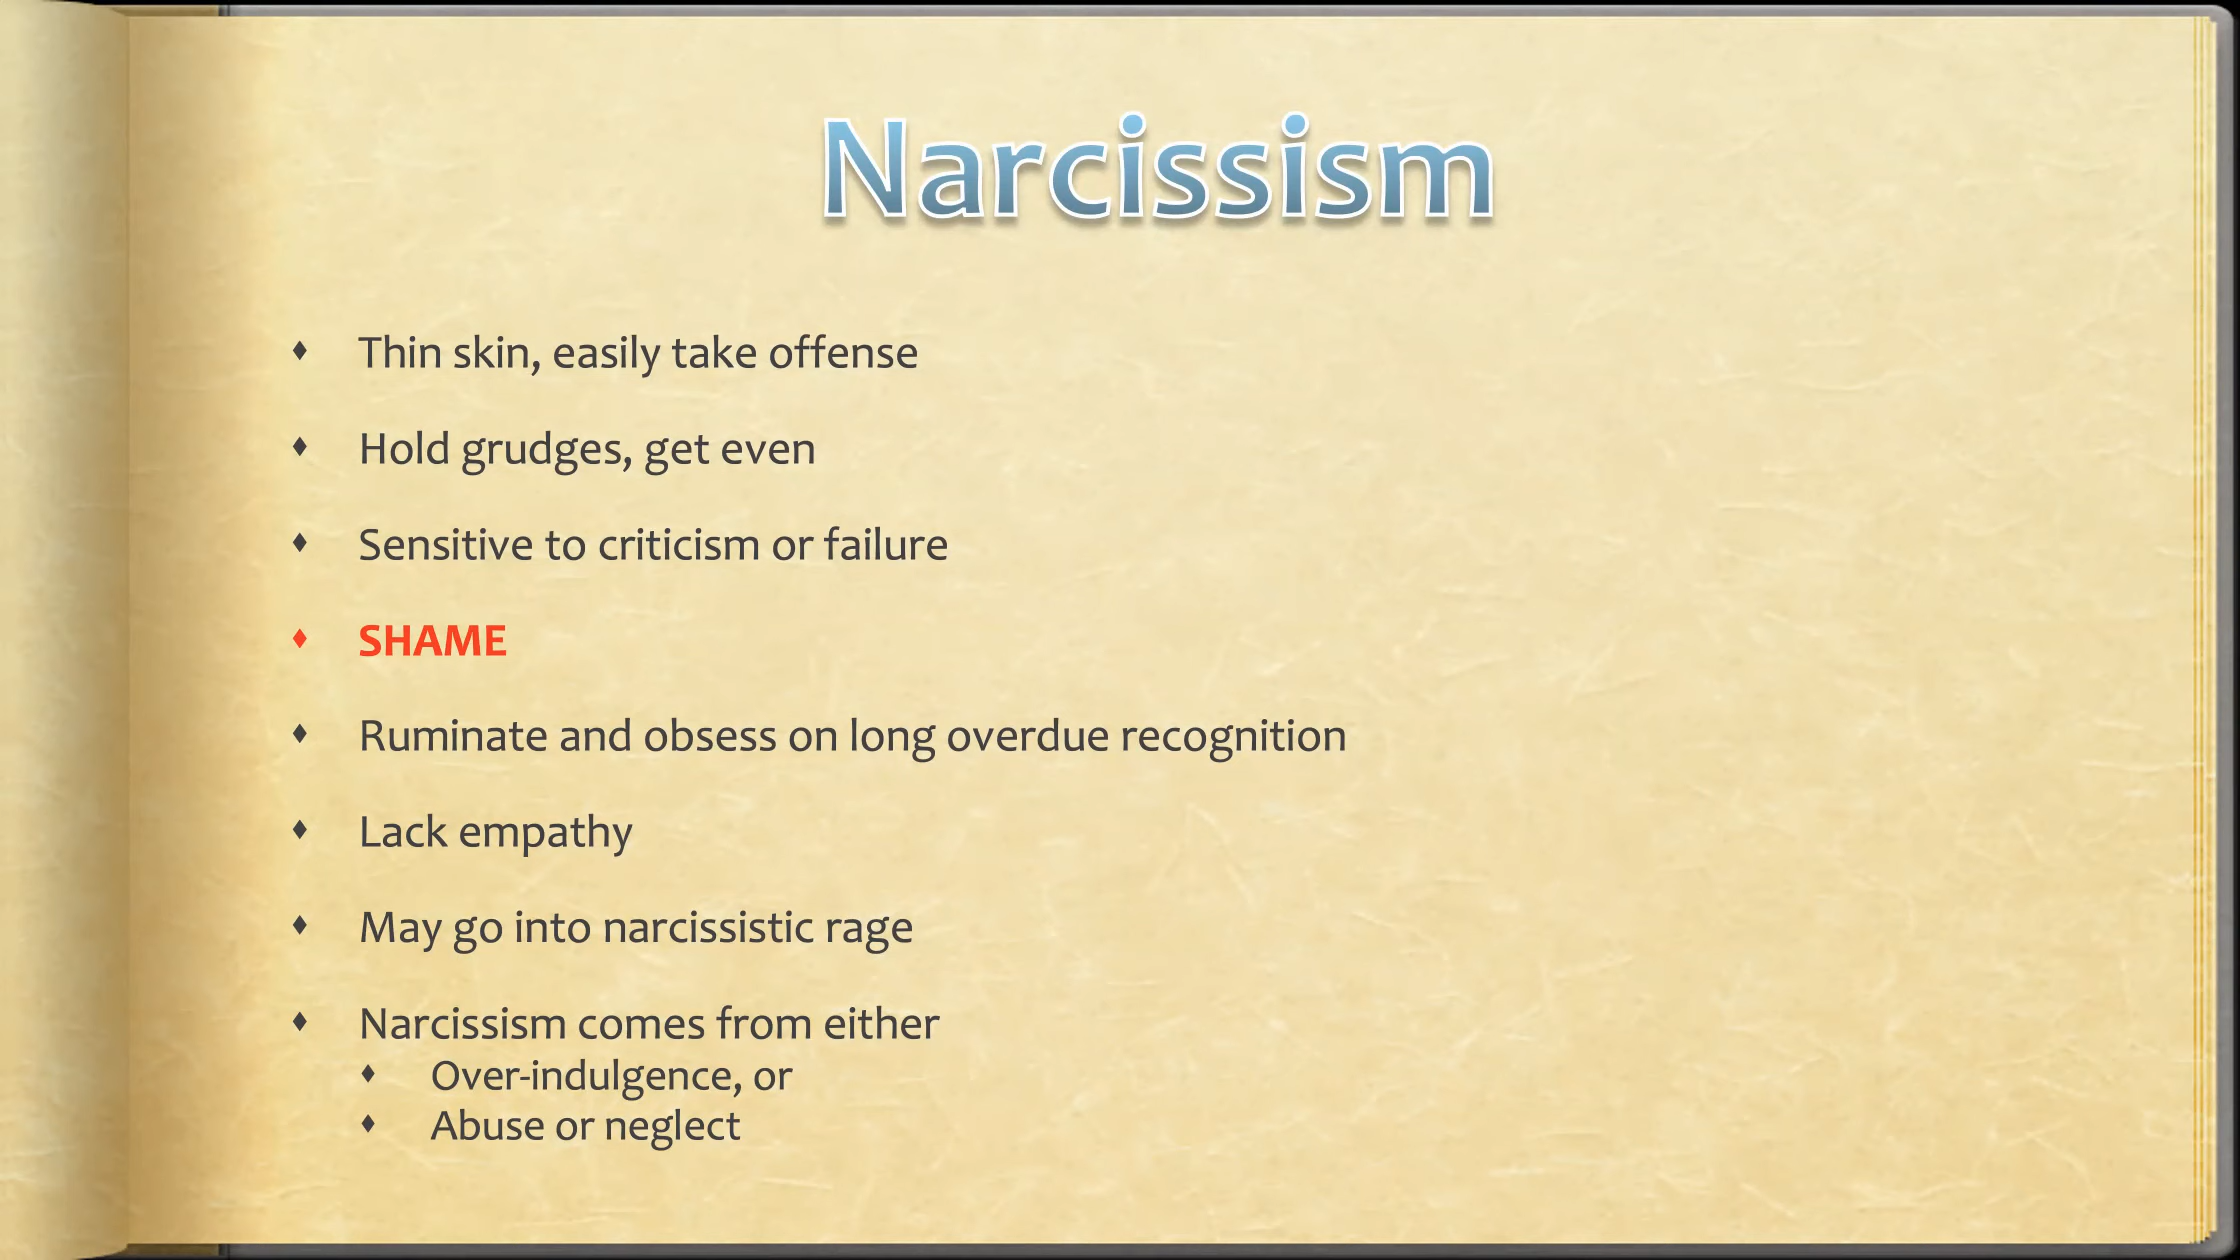 Narcissism
Thin skin, easily take offense
Hold grudges, get even
Sensitive to criticism or failure
SHAME
Ruminate and obsess on long overdue recognition
Lack empathy
May go into narcissistic rage
Narcissism comes from either
Over-indulgence, or
Abuse or neglect